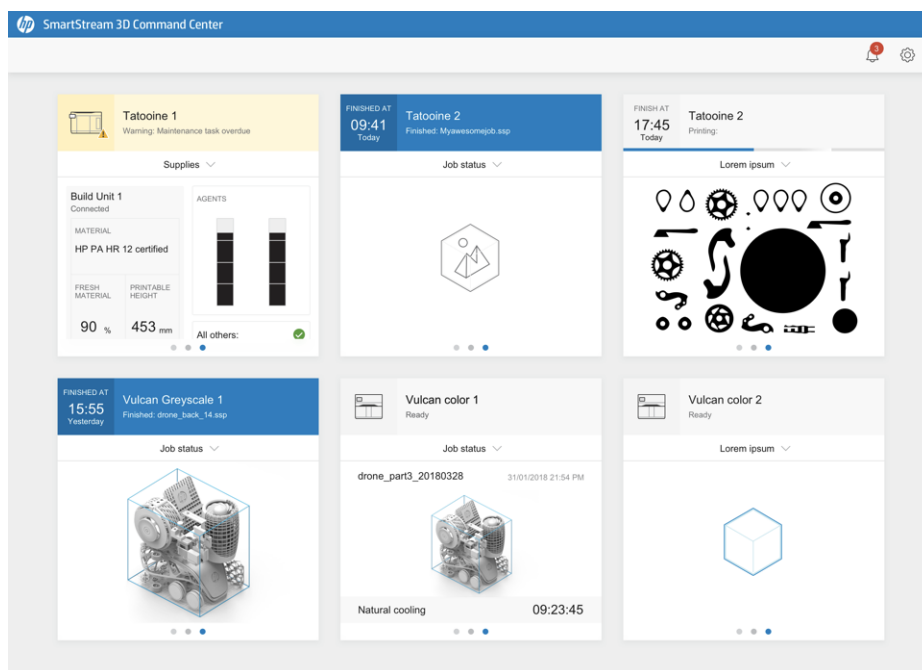 hp SmartStream 3D Command Center
3
Tatooine 1
Warning: Maintenance task overdue
Supplies
Build Unit 1
Connected
MATERIAL
HP PA HR 12 certified
FRESH MATERIAL
90 %
PRINTABLE HEIGHT
453 mm
AGENTS
All others:
FINISHED AT
09:41
Today
Tatooine 2
Finished: Myawesomejob.ssp
Job status
FINISH AT
17:45
Today
Tatooine 2
Printing:
Lorem ipsum
FINISHED AT
15:55
Yesterday
Vulcan Greyscale 1
Finished: drone_back_14.ssp
Job status
Vulcan color 1
Ready
Job status
drone_part3_20180328
31/01/2018 21:54 PM
Natural cooling
09:23:45
Vulcan color 2
Ready
Lorem ipsum